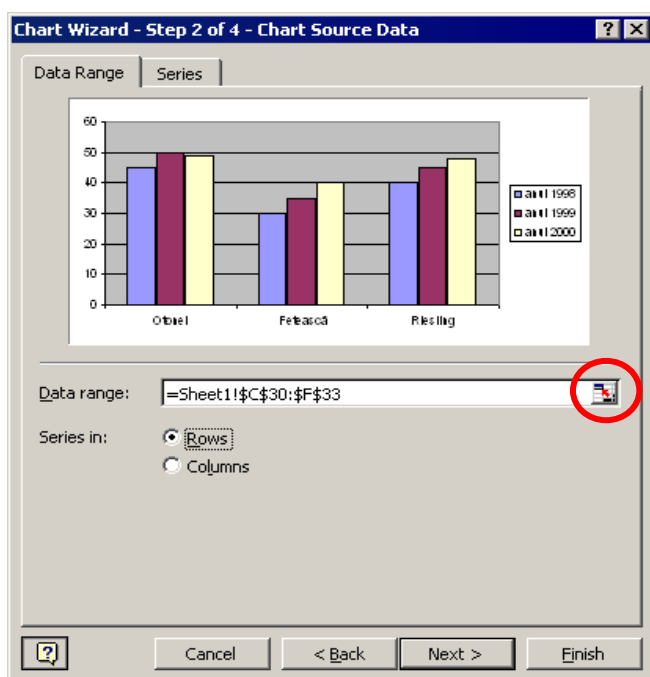 Chart Wizard - Step 2 of 4 - Chart Source Data
Data Range Series
60
50
40
30
20
10
0
Otonel Fetească Riesling
anul 1998
anul 1999
anul 2000
Data range: =Sheet1!$C$30:$F$33
Series in: Rows
Columns
Cancel < Back Next > Finish